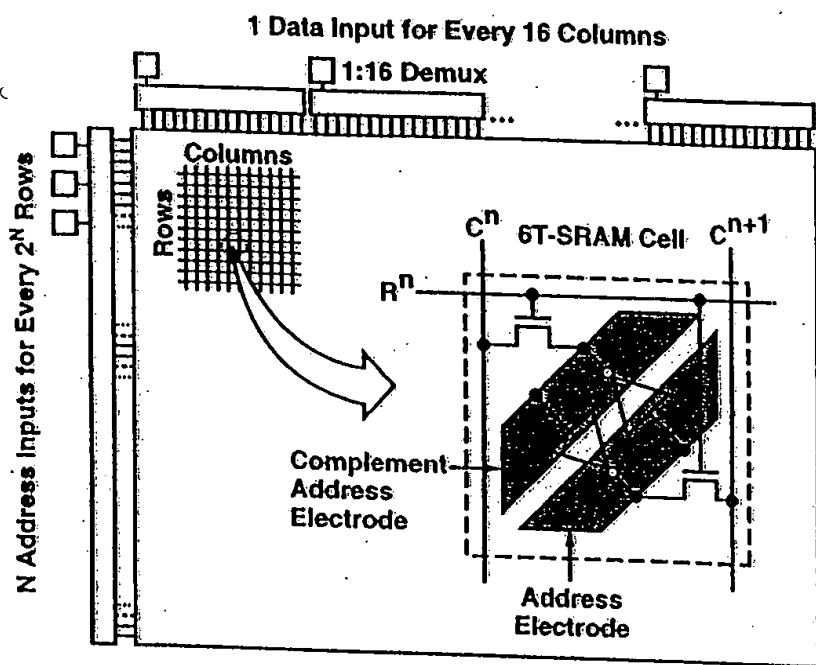 1 Data Input for Every 16 Columns
1:16 Demux
...
...
N Address Inputs for Every 2^N Rows
Columns
Rows
C^n
6T-SRAM Cell
C^n+1
R^n
Complement
Address
Electrode
Address
Electrode